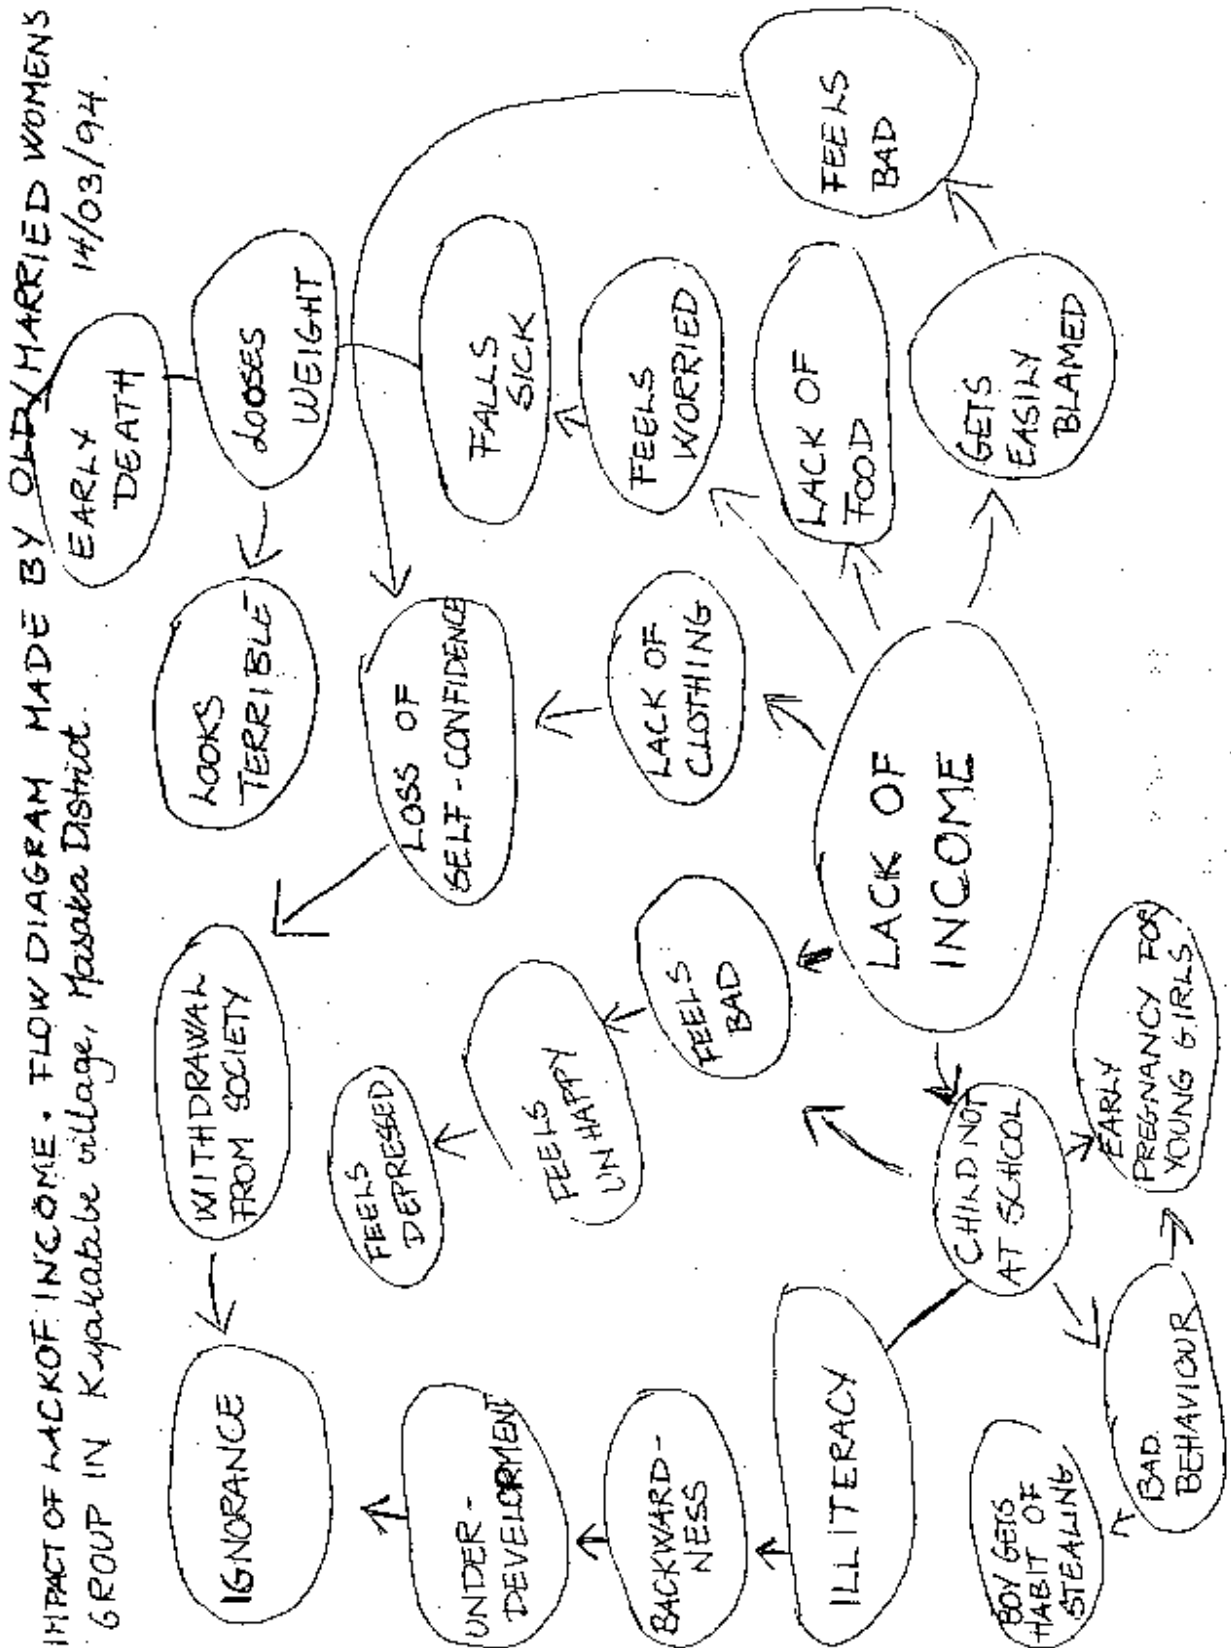 IMPACT OF LACK OF INCOME. FLOW DIAGRAM MADE BY OLD/MARRIED WOMENS
GROUP IN Kyakatebe village, Masaka District. 14/03/94.
EARLY
DEATH
LOOSES
WEIGHT
LOOKS
TERRIBLE
WITHDRAWAL
FROM SOCIETY
IGNORANCE
FALLS
SICK
LOSS OF
SELF-CONFIDENCE
FEELS
DEPRESSED
UNDER-
DEVELOPMENT
FEELS
WORRIED
LACK OF
CLOTHING
FEELS
UNHAPPY
BACKWARD-
NESS
FEELS
BAD
LACK OF
FOOD
FEELS
BAD
ILLITERACY
GETS
EASILY
BLAMED
LACK OF
INCOME
CHILD NOT
AT SCHOOL
BOY GETS
HABIT OF
STEALING
EARLY
PREGNANCY FOR
YOUNG GIRLS
BAD
BEHAVIOUR